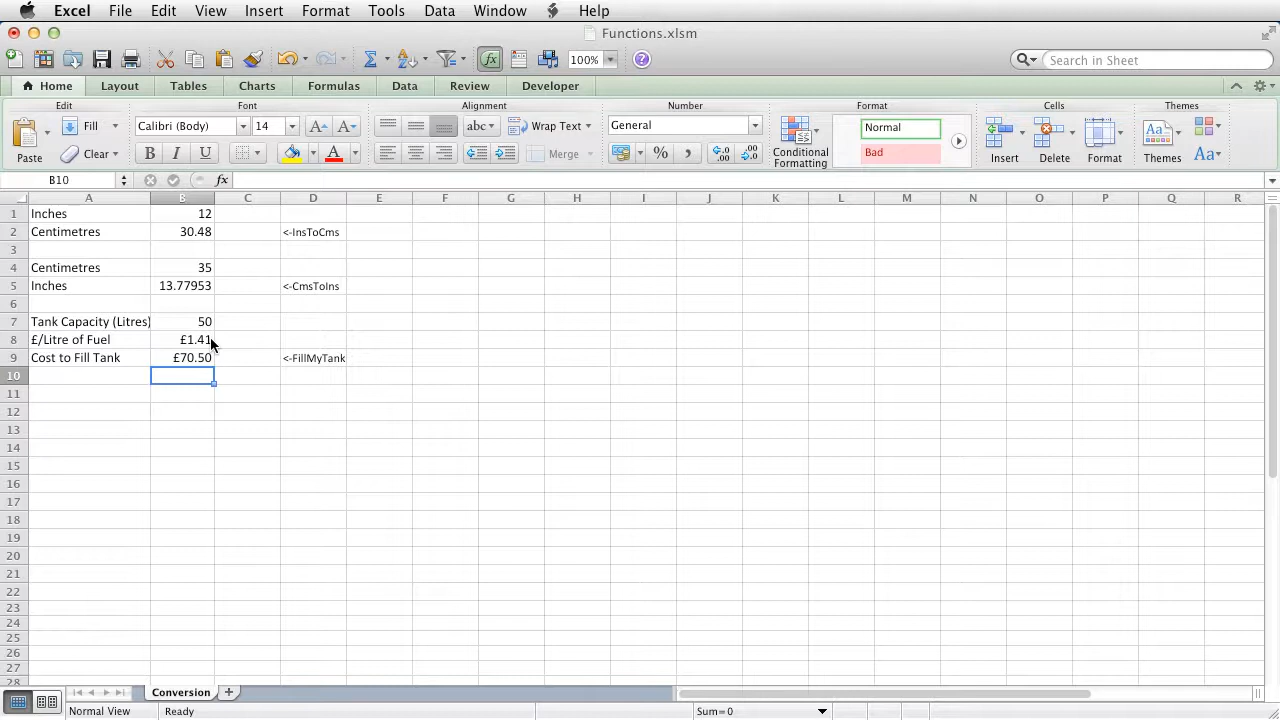 Excel File Edit View Insert Format Tools Data Window Help
Functions.xlsm
100% Search in Sheet
Home Layout Tables Charts Formulas Data Review Developer
Edit Font Alignment Number Format Cells Themes
Paste Fill Calibri (Body) 14 A A abc Wrap Text General Conditional Formatting Normal Insert Delete Format Themes Aa
Clear B I U A Merge % , .0 .00 .00 .0 Bad Aa
B10 fx
A B C D E F G H I J K L M N O P Q R
1 Inches 12
2 Centimetres 30.48 <-InsToCms
3
4 Centimetres 35
5 Inches 13.77953 <-CmsToIns
6
7 Tank Capacity (Litres) 50
8 £/Litre of Fuel £1.41
9 Cost to Fill Tank £70.50 <-FillMyTank
10
11
12
13
14
15
16
17
18
19
20
21
22
23
24
25
26
27
28
Conversion
Normal View Ready Sum=0